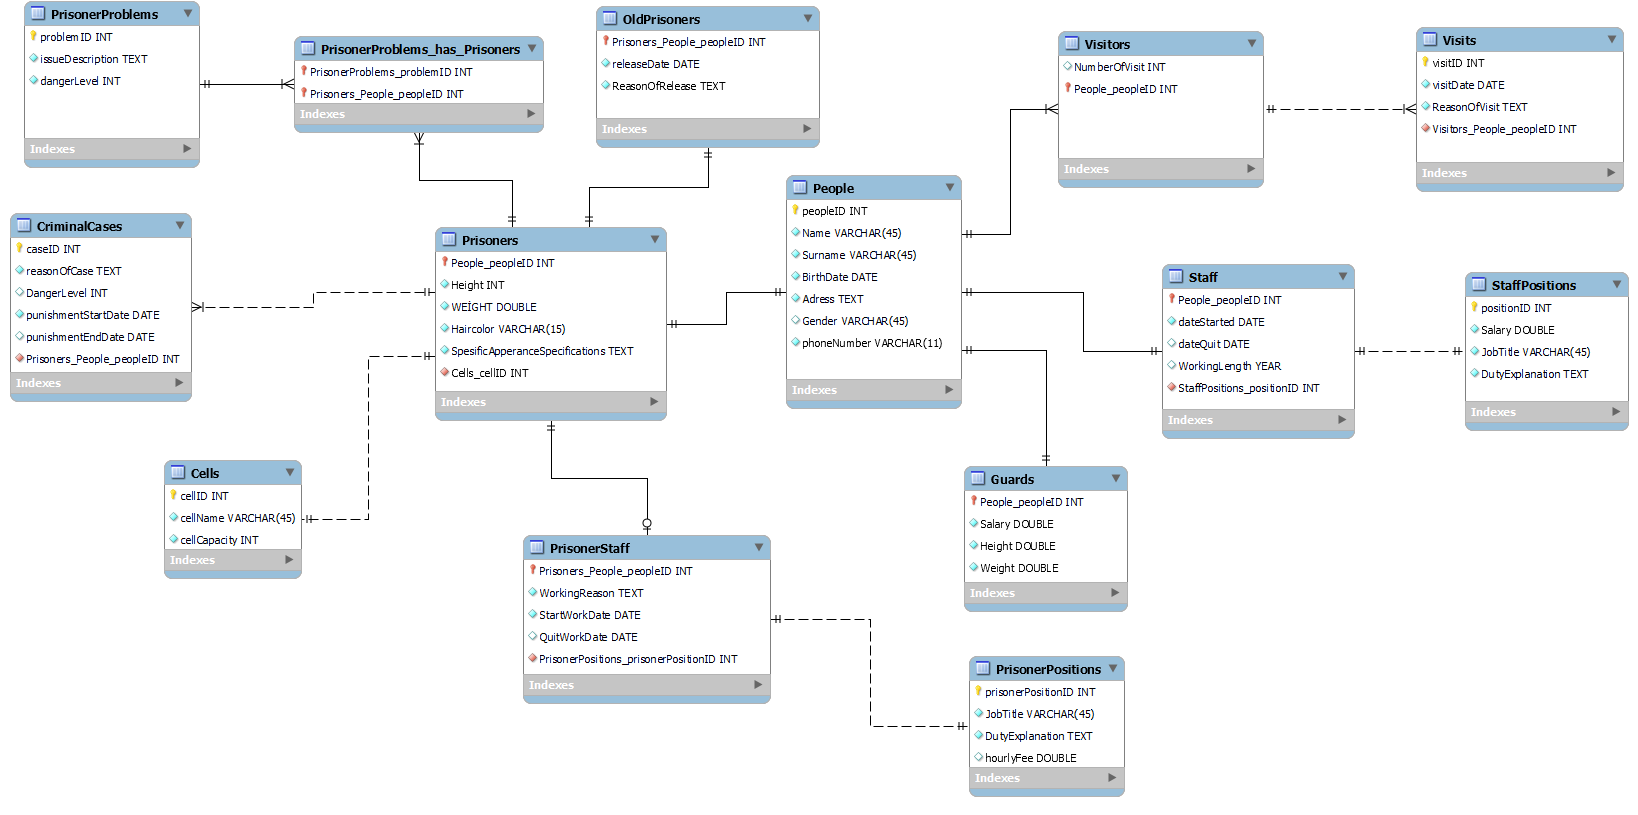 PrisonerProblems
problemID INT
issueDescription TEXT
dangerLevel INT
Indexes
PrisonerProblems_has_Prisoners
PrisonerProblems_problemID INT
Prisoners_People_peopleID INT
Indexes
OldPrisoners
Prisoners_People_peopleID INT
releaseDate DATE
ReasonOfRelease TEXT
Indexes
Visitors
NumberOfVisit INT
People_peopleID INT
Indexes
Visits
visitID INT
visitDate DATE
ReasonOfVisit TEXT
Visitors_People_peopleID INT
Indexes
CriminalCases
caseID INT
reasonOfCase TEXT
DangerLevel INT
punishmentStartDate DATE
punishmentEndDate DATE
Prisoners_People_peopleID INT
Indexes
Prisoners
People_peopleID INT
Height INT
WEİGHT DOUBLE
Haircolor VARCHAR(15)
SpesificApperanceSpecifications TEXT
Cells_cellID INT
Indexes
People
peopleID INT
Name VARCHAR(45)
Surname VARCHAR(45)
BirthDate DATE
Adress TEXT
Gender VARCHAR(45)
phoneNumber VARCHAR(11)
Indexes
Staff
People_peopleID INT
dateStarted DATE
dateQuit DATE
WorkingLength YEAR
StaffPositions_positionID INT
Indexes
StaffPositions
positionID INT
Salary DOUBLE
JobTitle VARCHAR(45)
DutyExplanation TEXT
Indexes
Cells
cellID INT
cellName VARCHAR(45)
cellCapacity INT
Indexes
PrisonerStaff
Prisoners_People_peopleID INT
WorkingReason TEXT
StartWorkDate DATE
QuitWorkDate DATE
PrisonerPositions_prisonerPositionID INT
Indexes
Guards
People_peopleID INT
Salary DOUBLE
Height DOUBLE
Weight DOUBLE
Indexes
PrisonerPositions
prisonerPositionID INT
JobTitle VARCHAR(45)
DutyExplanation TEXT
hourlyFee DOUBLE
Indexes